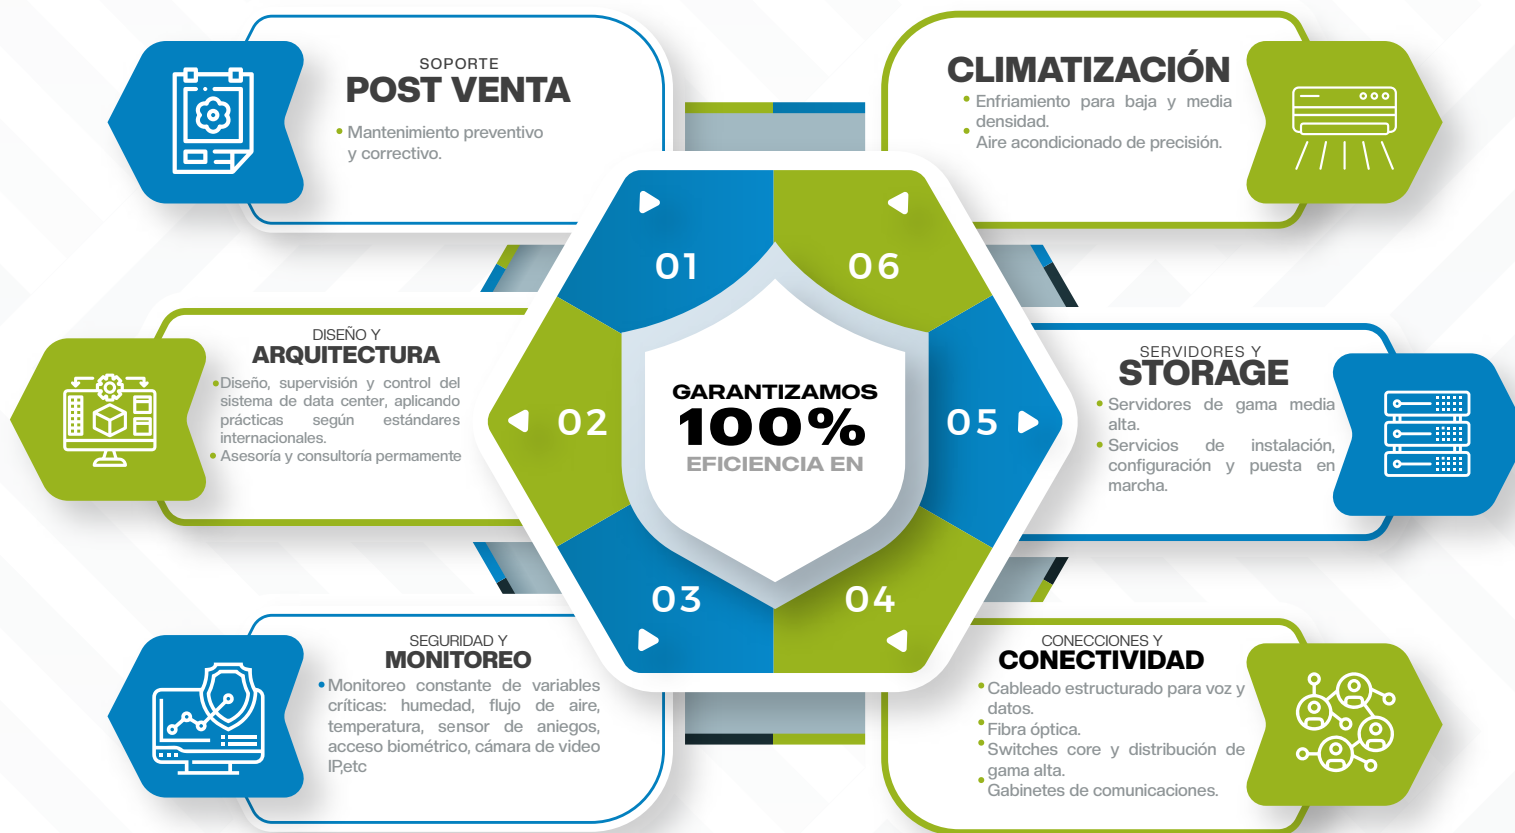 SOPORTE
POST VENTA
• Mantenimiento preventivo
y correctivo.
DISEÑO Y
ARQUITECTURA
• Diseño, supervisión y control del
sistema de data center, aplicando
prácticas según estándares
internacionales.
• Asesoría y consultoría permamente
SEGURIDAD Y
MONITOREO
• Monitoreo constante de variables
críticas: humedad, flujo de aire,
temperatura, sensor de aniegos,
acceso biométrico, cámara de video
IP,etc
01
06
02
05
03
04
GARANTIZAMOS
100%
EFICIENCIA EN
CLIMATIZACIÓN
• Enfriamiento para baja y media
densidad.
• Aire acondicionado de precisión.
SERVIDORES Y
STORAGE
• Servidores de gama media
alta.
• Servicios de instalación,
configuración y puesta en
marcha.
CONECCIONES Y
CONECTIVIDAD
• Cableado estructurado para voz y
datos.
• Fibra óptica.
• Switches core y distribución de
gama alta.
• Gabinetes de comunicaciones.